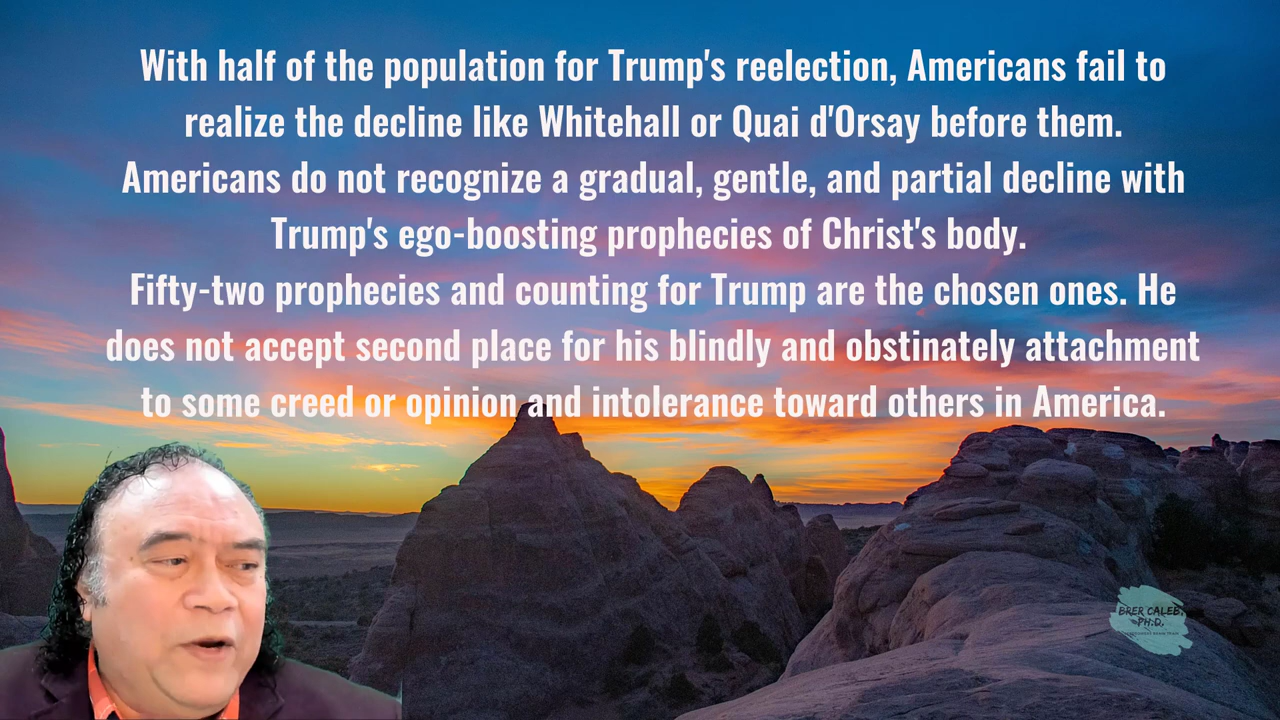 With half of the population for Trump's reelection, Americans fail to
realize the decline like Whitehall or Quai d'Orsay before them.
Americans do not recognize a gradual, gentle, and partial decline with
Trump's ego-boosting prophecies of Christ's body.
Fifty-two prophecies and counting for Trump are the chosen ones. He
does not accept second place for his blindly and obstinately attachment
to some creed or opinion and intolerance toward others in America.
BRER CALEB,
PH.D.